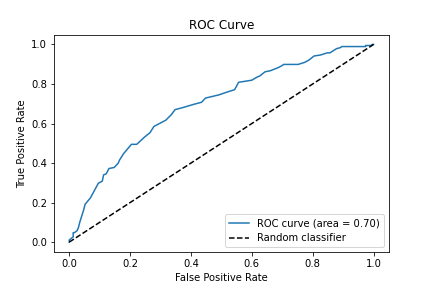 ROC Curve
True Positive Rate
1.0
0.8
0.6
0.4
0.2
0.0
ROC curve (area = 0.70)
Random classifier
0.0 0.2 0.4 0.6 0.8 1.0
False Positive Rate